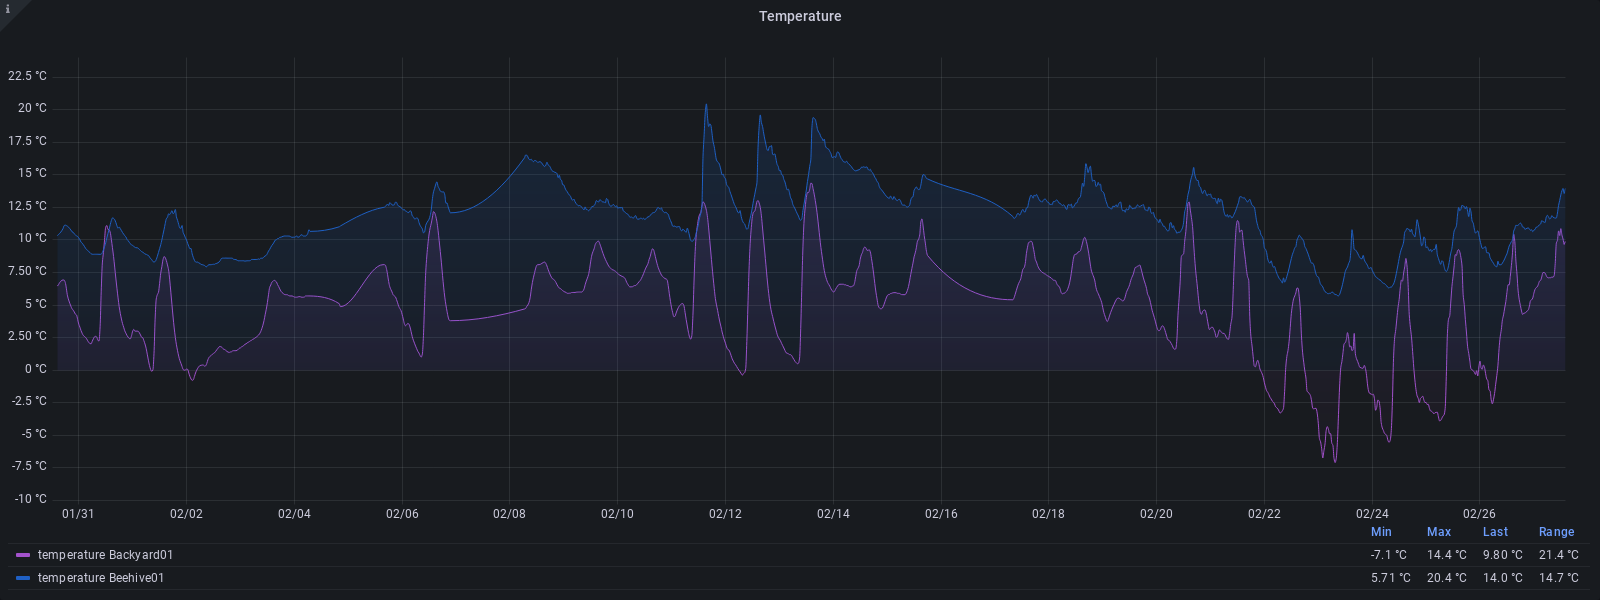 i
Temperature
22.5 °C
20 °C
17.5 °C
15 °C
12.5 °C
10 °C
7.50 °C
5 °C
2.50 °C
0 °C
-2.5 °C
-5 °C
-7.5 °C
-10 °C
01/31 02/02 02/04 02/06 02/08 02/10 02/12 02/14 02/16 02/18 02/20 02/22 02/24 02/26
Min Max Last Range
temperature Backyard01 -7.1 °C 14.4 °C 9.80 °C 21.4 °C
temperature Beehive01 5.71 °C 20.4 °C 14.0 °C 14.7 °C